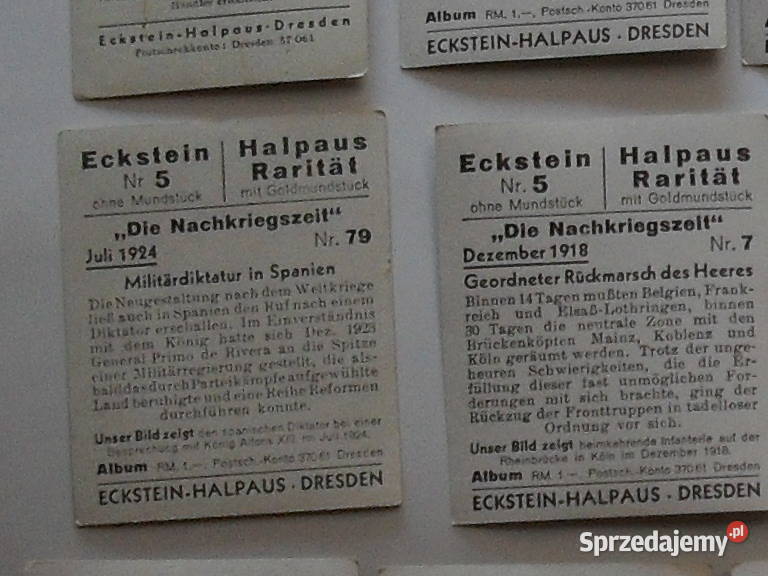 Eckstein-Halpaus-Dresden
Postscheckkonto: Dresden 37061
Album RM. 1.–, Postsch.-Konto 37061 Dresden
ECKSTEIN-HALPAUS · DRESDEN
Eckstein
Nr 5
ohne Mundstück
Halpaus
Rarität
mit Goldmundstück
„Die Nachkriegszeit“
Juli 1924
Nr. 79
Militärdiktatur in Spanien
Die Neugestaltung nach dem Weltkriege
ließ auch in Spanien den Ruf nach einem
Diktator erschallen. Im Einverständnis
mit dem König hatte sich Dez. 1923
General Primo de Rivera an die Spitze
einer Militärregierung gestellt, die als-
bald das durch Parteikämpfe aufgewühlte
Land beruhigte und eine Reihe Reformen
durchführen konnte.
Unser Bild zeigt den spanischen Diktator bei einer
Besprechung mit König Alfons XIII. im Juli 1924.
Album RM. 1.–, Postsch.-Konto 37061 Dresden
ECKSTEIN-HALPAUS · DRESDEN
Eckstein
Nr. 5
ohne Mundstück
Halpaus
Rarität
mit Goldmundstück
„Die Nachkriegszeit“
Dezember 1918
Nr. 7
Geordneter Rückmarsch des Heeres
Binnen 14 Tagen mußten Belgien, Frank-
reich und Elsaß-Lothringen, binnen
30 Tagen die neutrale Zone mit den
Brückenköpfen Mainz, Koblenz und
Köln geräumt werden. Trotz der unge-
heuren Schwierigkeiten, die die Er-
füllung dieser fast unmöglichen For-
derungen mit sich brachte, ging der
Rückzug der Fronttruppen in tadelloser
Ordnung vor sich.
Unser Bild zeigt heimkehrende Infanterie auf der
Rheinbrücke in Köln im Dezember 1918.
Album RM. 1.–, Postsch.-Konto 37061 Dresden
ECKSTEIN-HALPAUS · DRESDEN
Sprzedajemy.pl